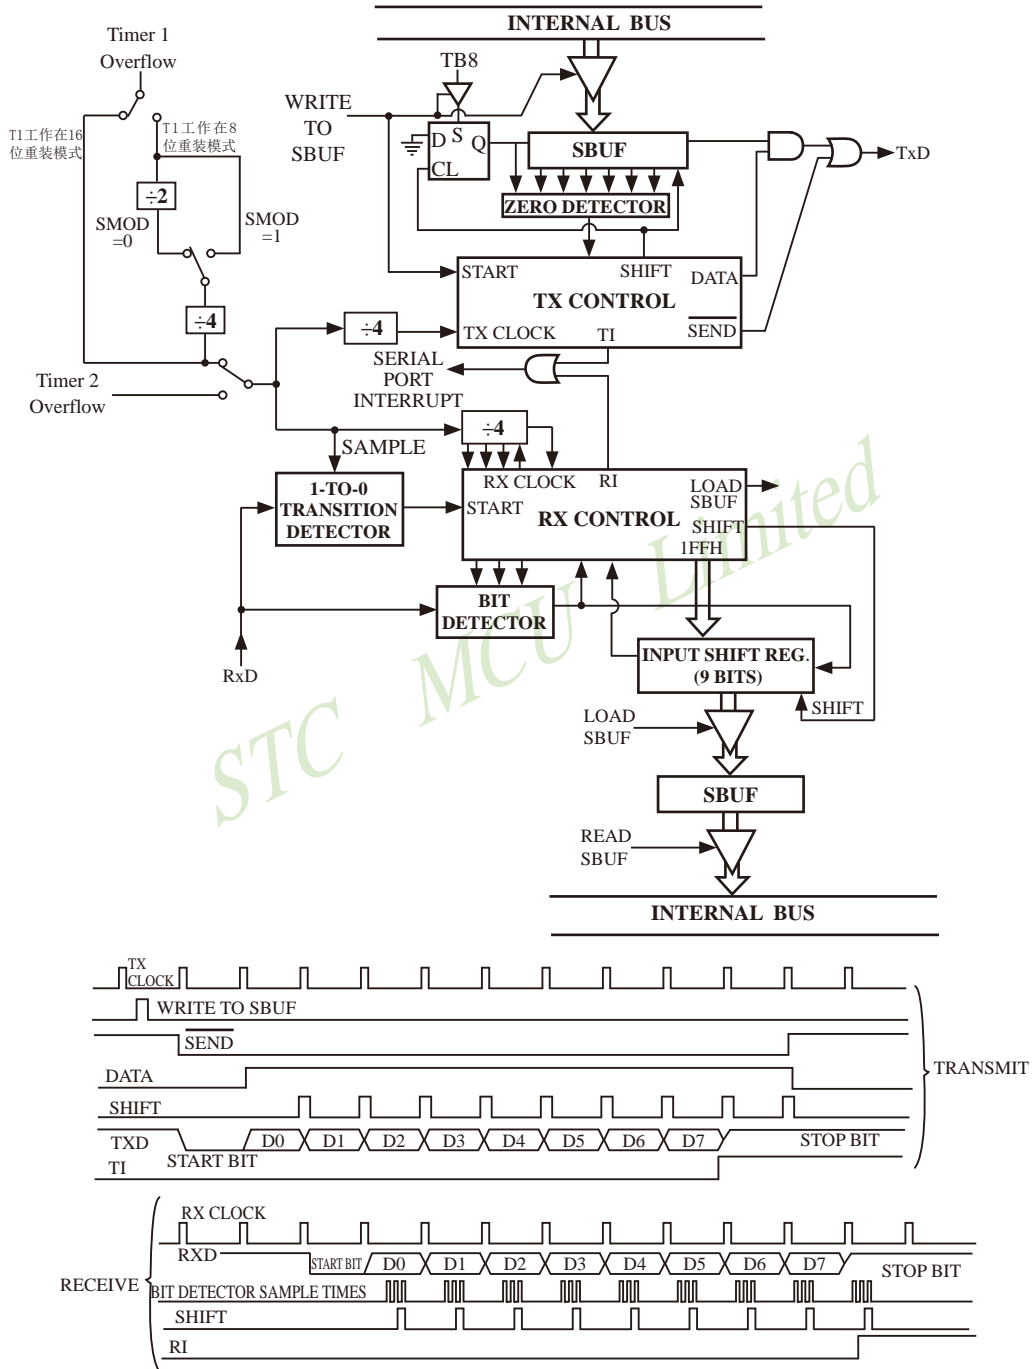 INTERNAL BUS
Timer 1
Overflow
TB8
WRITE
TO
SBUF
T1工作在16
位重装模式
T1工作在8
位重装模式
D S Q
CL
SBUF
TxD
÷2
ZERO DETECTOR
SMOD
=0
SMOD
=1
START
SHIFT
DATA
TX CONTROL
÷4
÷4
TX CLOCK
TI
SEND
SERIAL
PORT
INTERRUPT
Timer 2
Overflow
÷4
SAMPLE
RX CLOCK
RI
LOAD
SBUF
1-TO-0
TRANSITION
DETECTOR
START
RX CONTROL
SHIFT
1FFH
BIT
DETECTOR
INPUT SHIFT REG.
(9 BITS)
RxD
SHIFT
LOAD
SBUF
SBUF
READ
SBUF
INTERNAL BUS
STC MCU Limited
TX
CLOCK
WRITE TO SBUF
SEND
DATA
TRANSMIT
SHIFT
TXD
START BIT
D0 D1 D2 D3 D4 D5 D6 D7
STOP BIT
TI
RX CLOCK
RXD
START BIT
D0 D1 D2 D3 D4 D5 D6 D7
STOP BIT
RECEIVE
BIT DETECTOR SAMPLE TIMES
SHIFT
RI